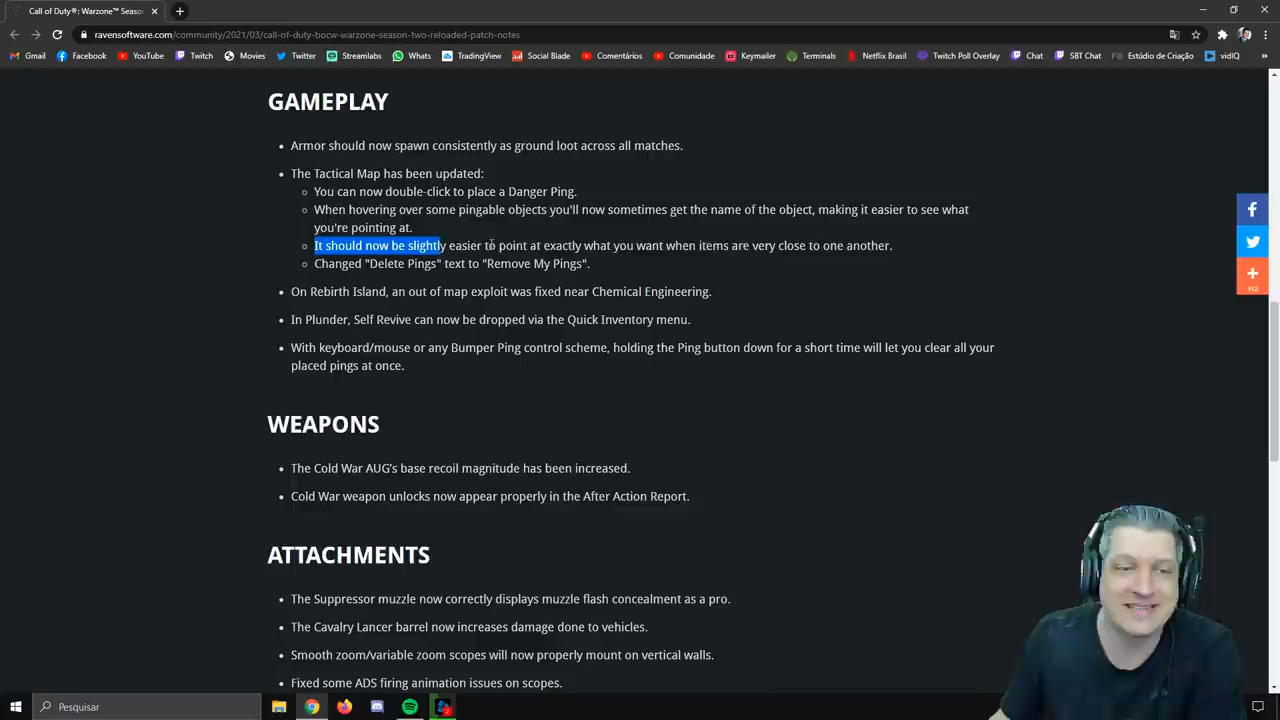 Call of Duty®: Warzone™ Season
ravensoftware.com/community/2021/03/call-of-duty-bocw-warzone-season-two-reloaded-patch-notes
Gmail Facebook YouTube Twitch Movies Twitter Streamlabs Whats TradingView Social Blade Comentários Comunidade Keymailer Terminals Netflix Brasil Twitch Poll Overlay Chat SBT Chat FB Estúdio de Criação vidIQ
GAMEPLAY
Armor should now spawn consistently as ground loot across all matches.
The Tactical Map has been updated:
You can now double-click to place a Danger Ping.
When hovering over some pingable objects you'll now sometimes get the name of the object, making it easier to see what
you're pointing at.
It should now be slightly easier to point at exactly what you want when items are very close to one another.
Changed "Delete Pings" text to "Remove My Pings".
On Rebirth Island, an out of map exploit was fixed near Chemical Engineering.
In Plunder, Self Revive can now be dropped via the Quick Inventory menu.
With keyboard/mouse or any Bumper Ping control scheme, holding the Ping button down for a short time will let you clear all your
placed pings at once.
112
WEAPONS
The Cold War AUG's base recoil magnitude has been increased.
Cold War weapon unlocks now appear properly in the After Action Report.
ATTACHMENTS
The Suppressor muzzle now correctly displays muzzle flash concealment as a pro.
The Cavalry Lancer barrel now increases damage done to vehicles.
Smooth zoom/variable zoom scopes will now properly mount on vertical walls.
Fixed some ADS firing animation issues on scopes.
Pesquisar